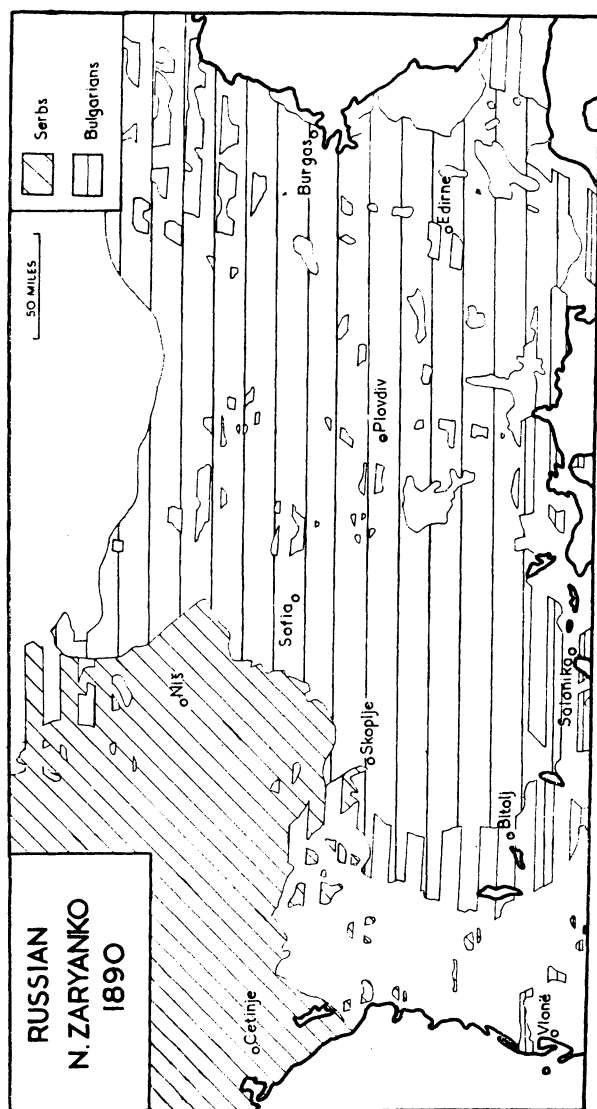 RUSSIAN
N. ZARYANKO
1890
50 MILES
Serbs
Bulgarians
Niš
Cetinje
Sofia
Burgas
Skoplje
Plovdiv
Edirne
Bitolj
Salonika
Vlonë